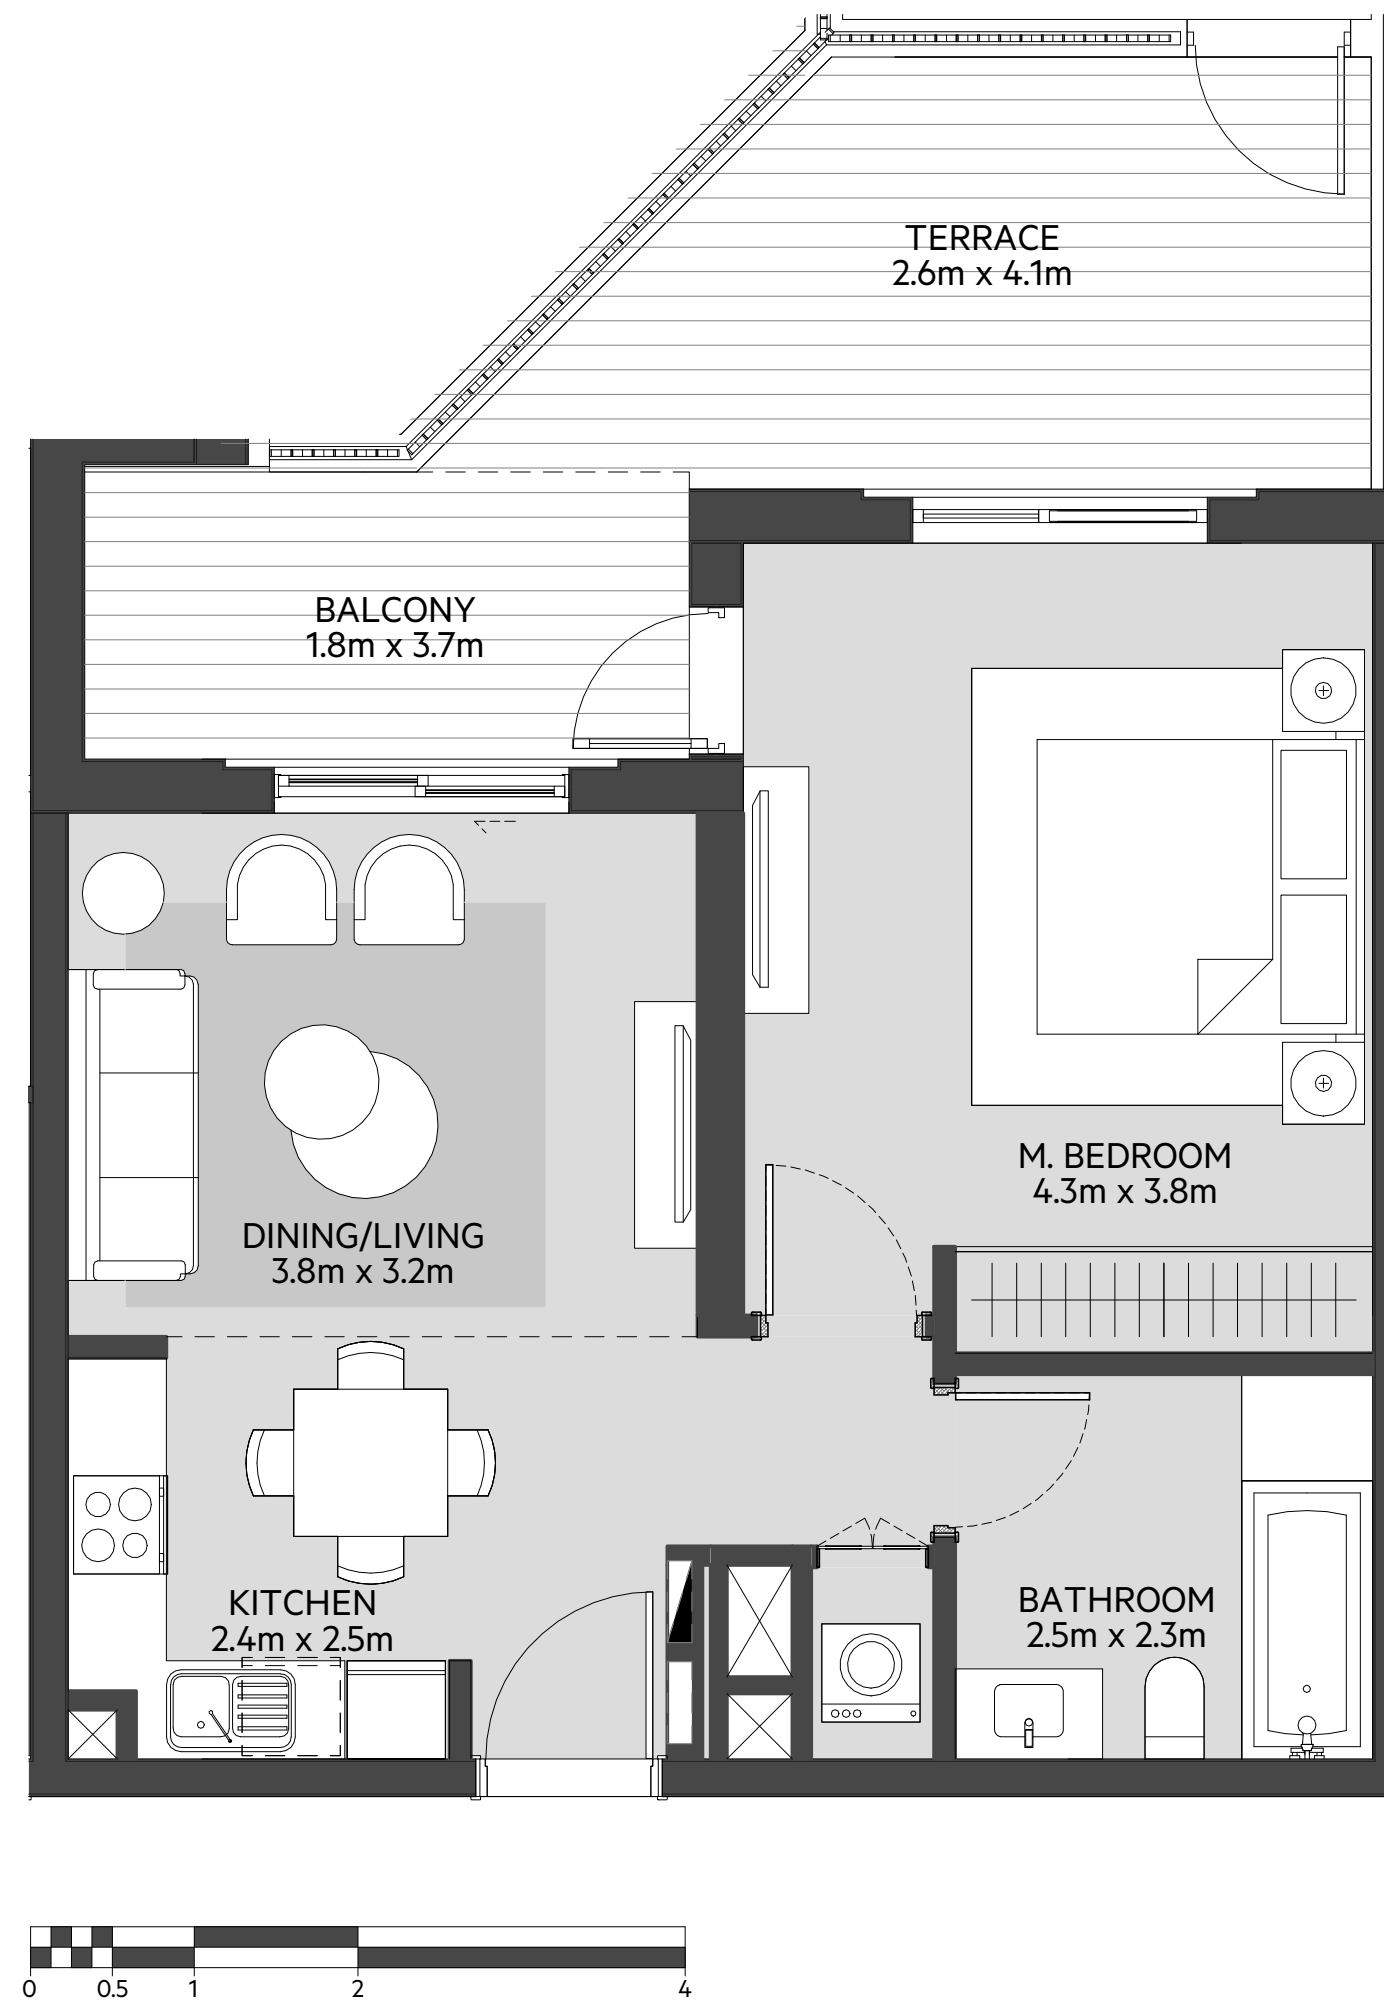 TERRACE
2.6m x 4.1m
BALCONY
1.8m x 3.7m
M. BEDROOM
4.3m x 3.8m
DINING/LIVING
3.8m x 3.2m
KITCHEN
2.4m x 2.5m
BATHROOM
2.5m x 2.3m
0 0.5 1 2 4